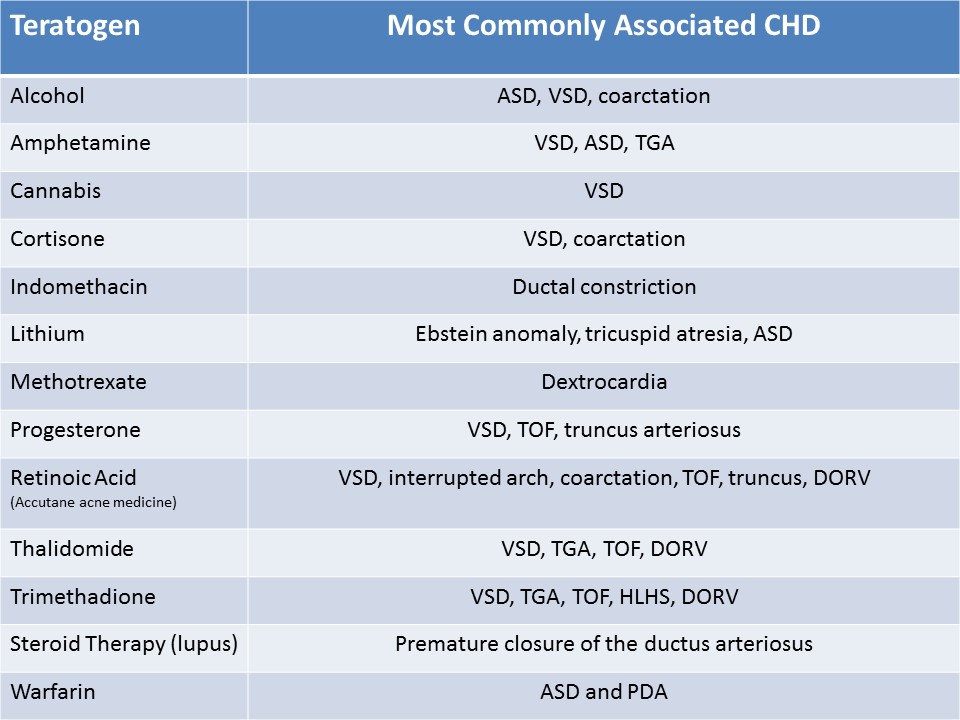 Teratogen Most Commonly Associated CHD
Alcohol ASD, VSD, coarctation
Amphetamine VSD, ASD, TGA
Cannabis VSD
Cortisone VSD, coarctation
Indomethacin Ductal constriction
Lithium Ebstein anomaly, tricuspid atresia, ASD
Methotrexate Dextrocardia
Progesterone VSD, TOF, truncus arteriosus
Retinoic Acid VSD, interrupted arch, coarctation, TOF, truncus, DORV
(Accutane acne medicine)
Thalidomide VSD, TGA, TOF, DORV
Trimethadione VSD, TGA, TOF, HLHS, DORV
Steroid Therapy (lupus) Premature closure of the ductus arteriosus
Warfarin ASD and PDA